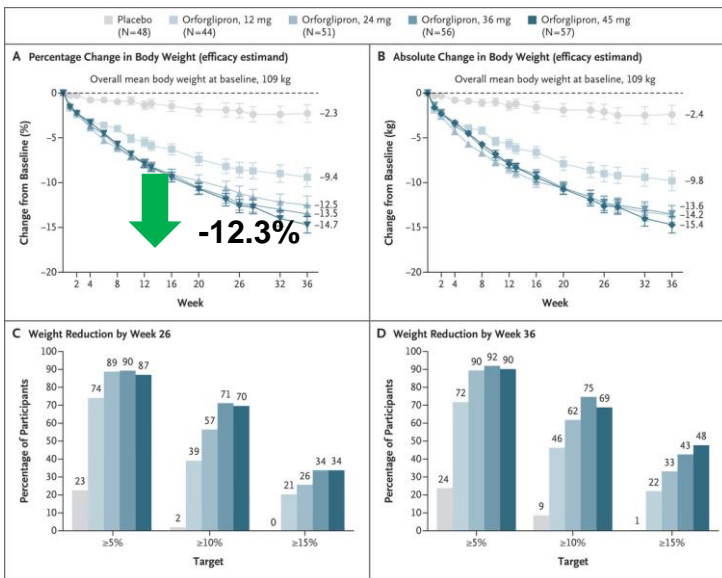 Placebo Orforglipron, 12 mg Orforglipron, 24 mg Orforglipron, 36 mg Orforglipron, 45 mg
(N=48) (N=44) (N=51) (N=56) (N=57)
A Percentage Change in Body Weight (efficacy estimand)
Overall mean body weight at baseline, 109 kg
Change from Baseline (%)
0
−5
−10
−15
−20
−2.3
−9.4
−12.5
−13.5
−14.7
-12.3%
2 4 8 12 16 20 26 32 36
Week
B Absolute Change in Body Weight (efficacy estimand)
Overall mean body weight at baseline, 109 kg
Change from Baseline (kg)
0
−5
−10
−15
−20
−2.4
−9.8
−13.6
−14.2
−15.4
2 4 8 12 16 20 26 32 36
Week
C Weight Reduction by Week 26
Percentage of Participants
100
90
80
70
60
50
40
30
20
10
0
23 74 89 90 87
2 39 57 71 70
0 21 26 34 34
≥5% ≥10% ≥15%
Target
D Weight Reduction by Week 36
Percentage of Participants
100
90
80
70
60
50
40
30
20
10
0
24 72 90 92 90
9 46 62 75 69
1 22 33 43 48
≥5% ≥10% ≥15%
Target